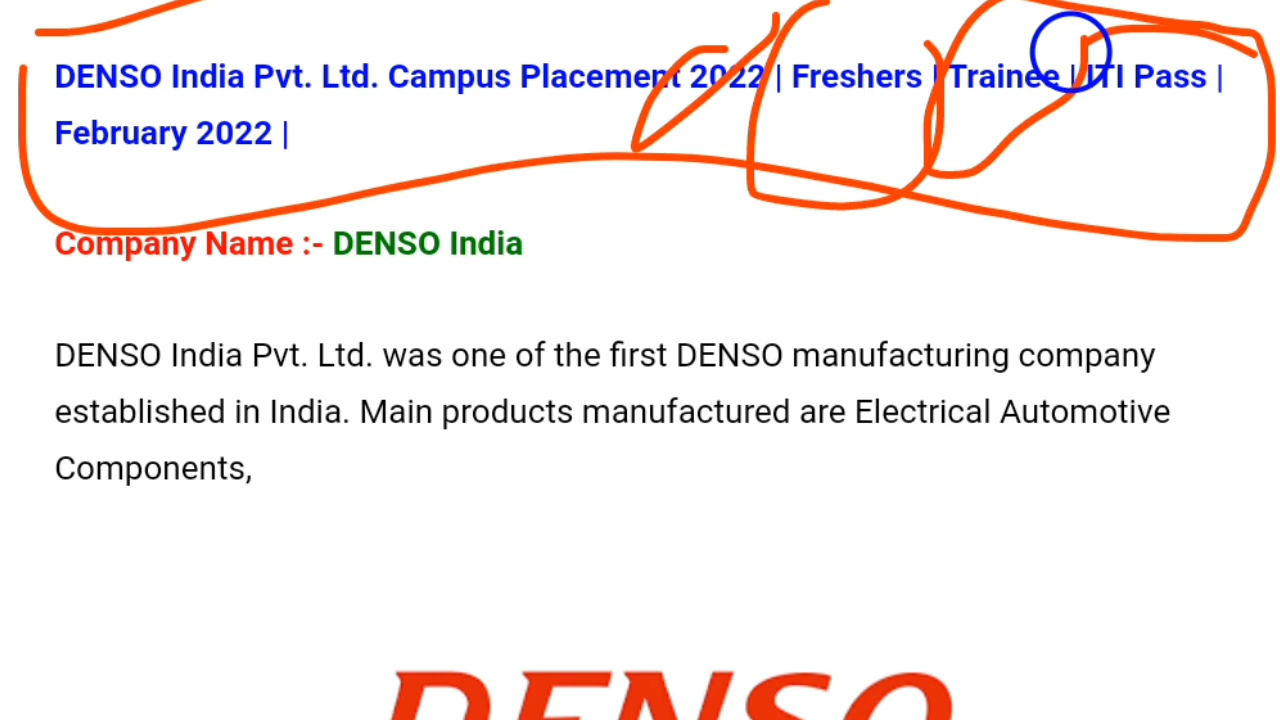 DENSO India Pvt. Ltd. Campus Placement 2022 | Freshers | Trainee | ITI Pass |
February 2022 |
Company Name :- DENSO India
DENSO India Pvt. Ltd. was one of the first DENSO manufacturing company
established in India. Main products manufactured are Electrical Automotive
Components,
DENSO